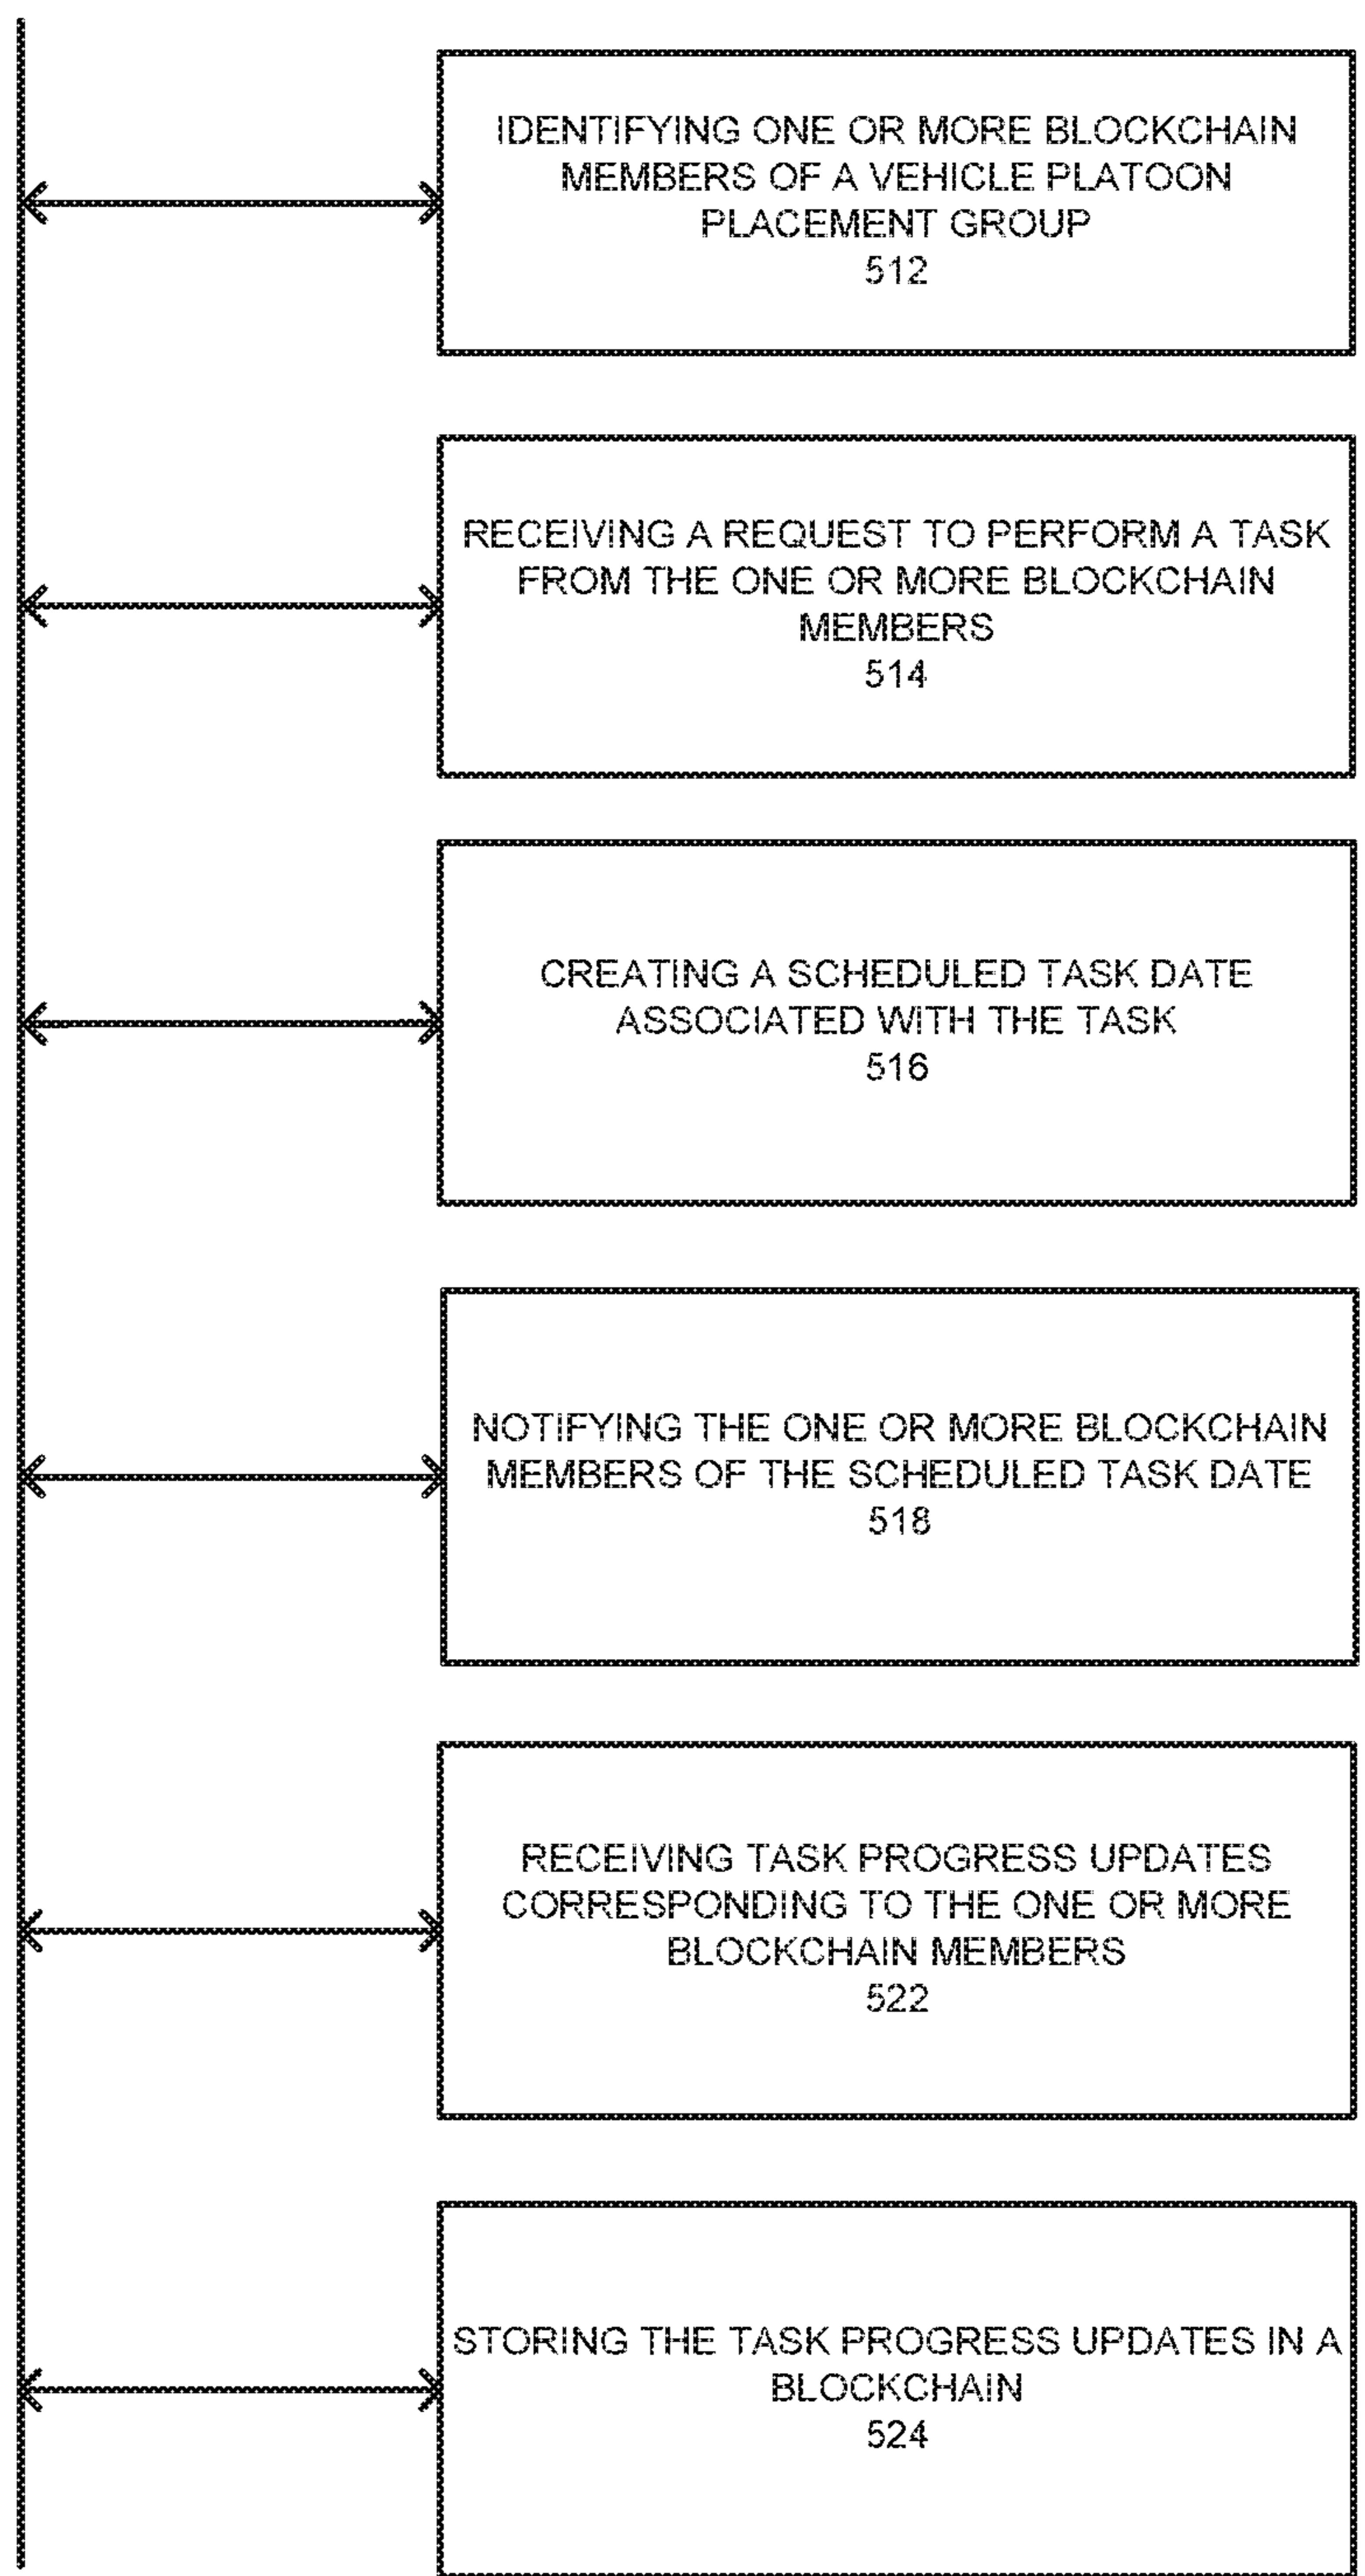 IDENTIFYING ONE OR MORE BLOCKCHAIN
MEMBERS OF A VEHICLE PLATOON
PLACEMENT GROUP
512
RECEIVING A REQUEST TO PERFORM A TASK
FROM THE ONE OR MORE BLOCKCHAIN
MEMBERS
514
CREATING A SCHEDULED TASK DATE
ASSOCIATED WITH THE TASK
516
NOTIFYING THE ONE OR MORE BLOCKCHAIN
MEMBERS OF THE SCHEDULED TASK DATE
518
RECEIVING TASK PROGRESS UPDATES
CORRESPONDING TO THE ONE OR MORE
BLOCKCHAIN MEMBERS
522
STORING THE TASK PROGRESS UPDATES IN A
BLOCKCHAIN
524